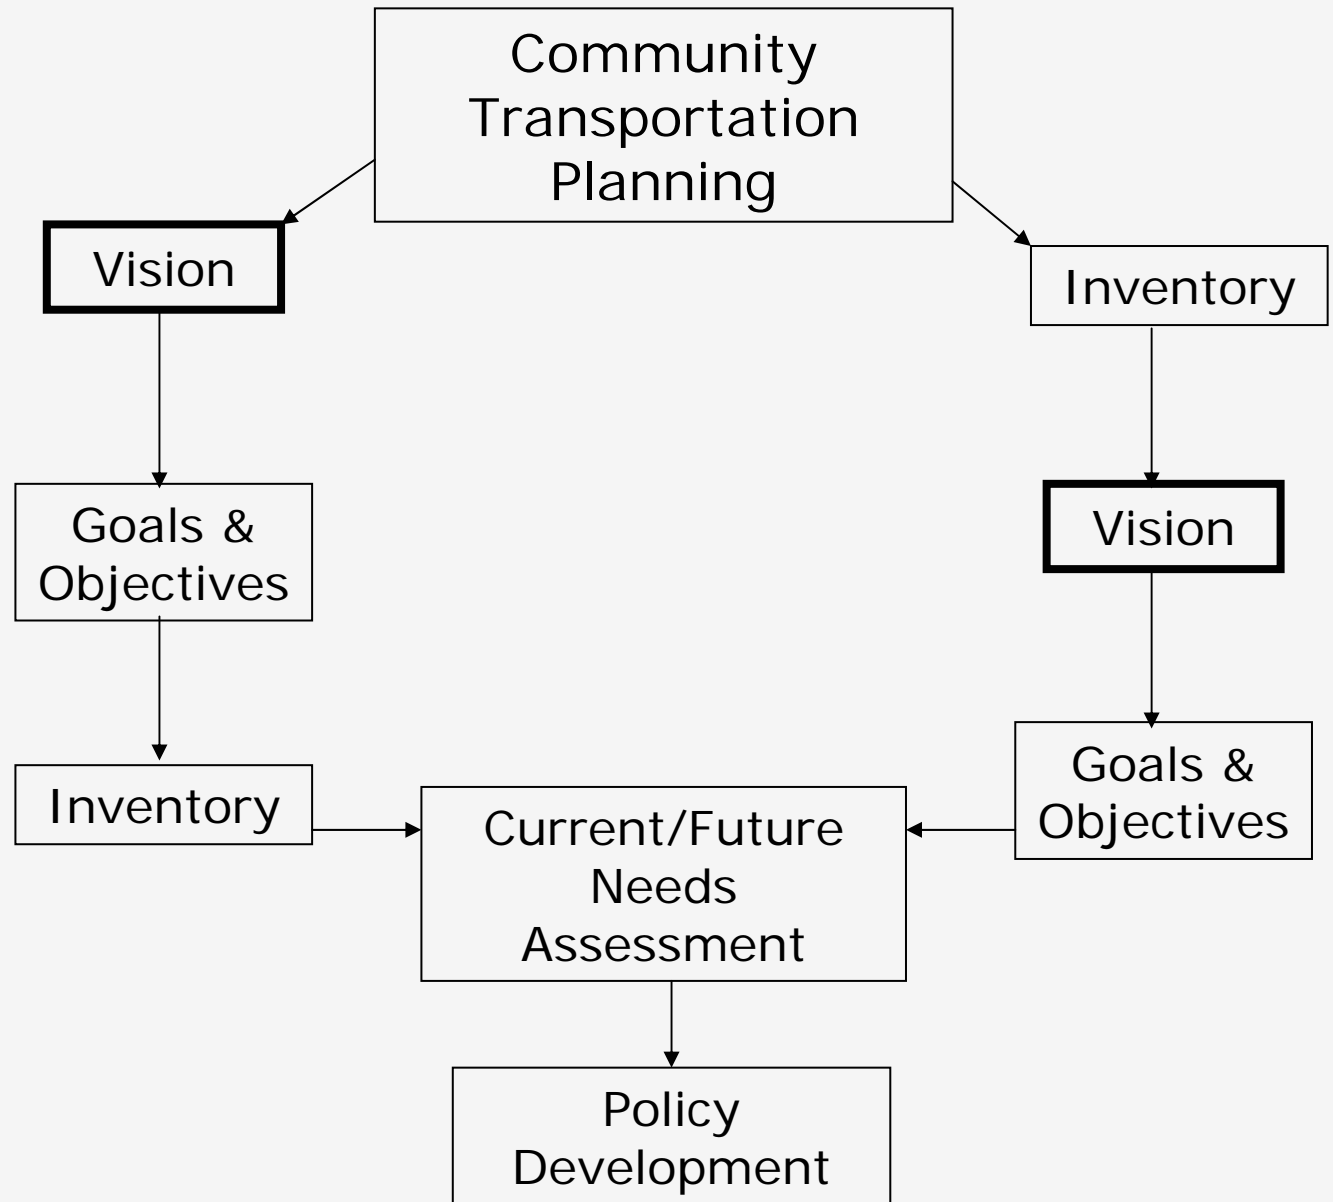 Community
Transportation
Planning
Vision
Inventory
Goals &
Objectives
Vision
Inventory
Goals &
Objectives
Current/Future
Needs
Assessment
Policy
Development